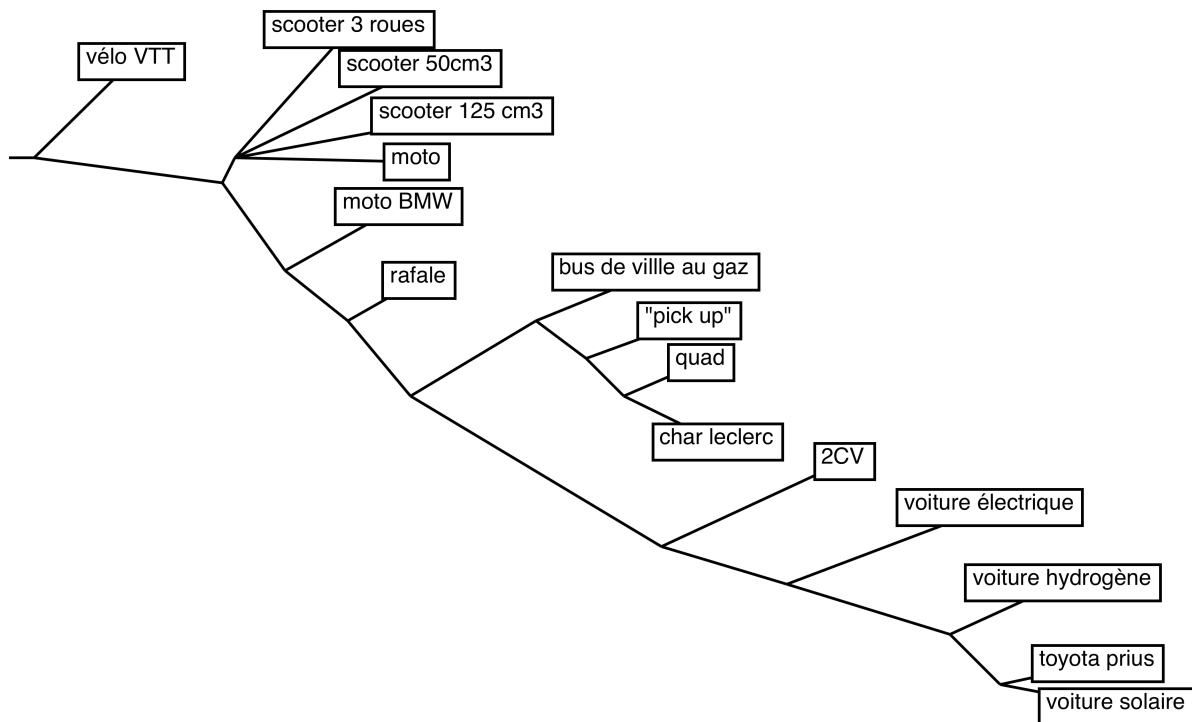 scooter 3 roues
vélo VTT
scooter 50cm3
scooter 125 cm3
moto
moto BMW
bus de villle au gaz
rafale
"pick up"
quad
char leclerc
2CV
voiture électrique
voiture hydrogène
toyota prius
voiture solaire